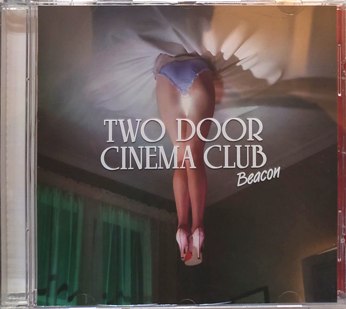 TWO DOOR
CINEMA CLUB
Beacon